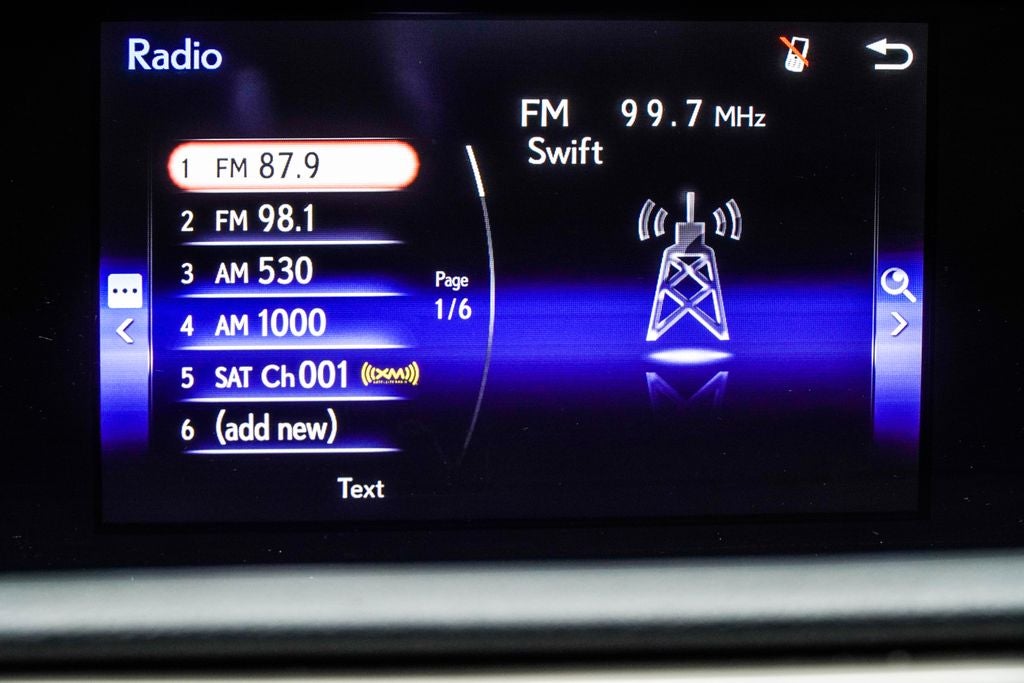 Radio
FM 99.7 MHz
Swift
1 FM 87.9
2 FM 98.1
3 AM 530
4 AM 1000
5 SAT Ch 001 ((XM))
6 (add new)
Page
1/6
Text